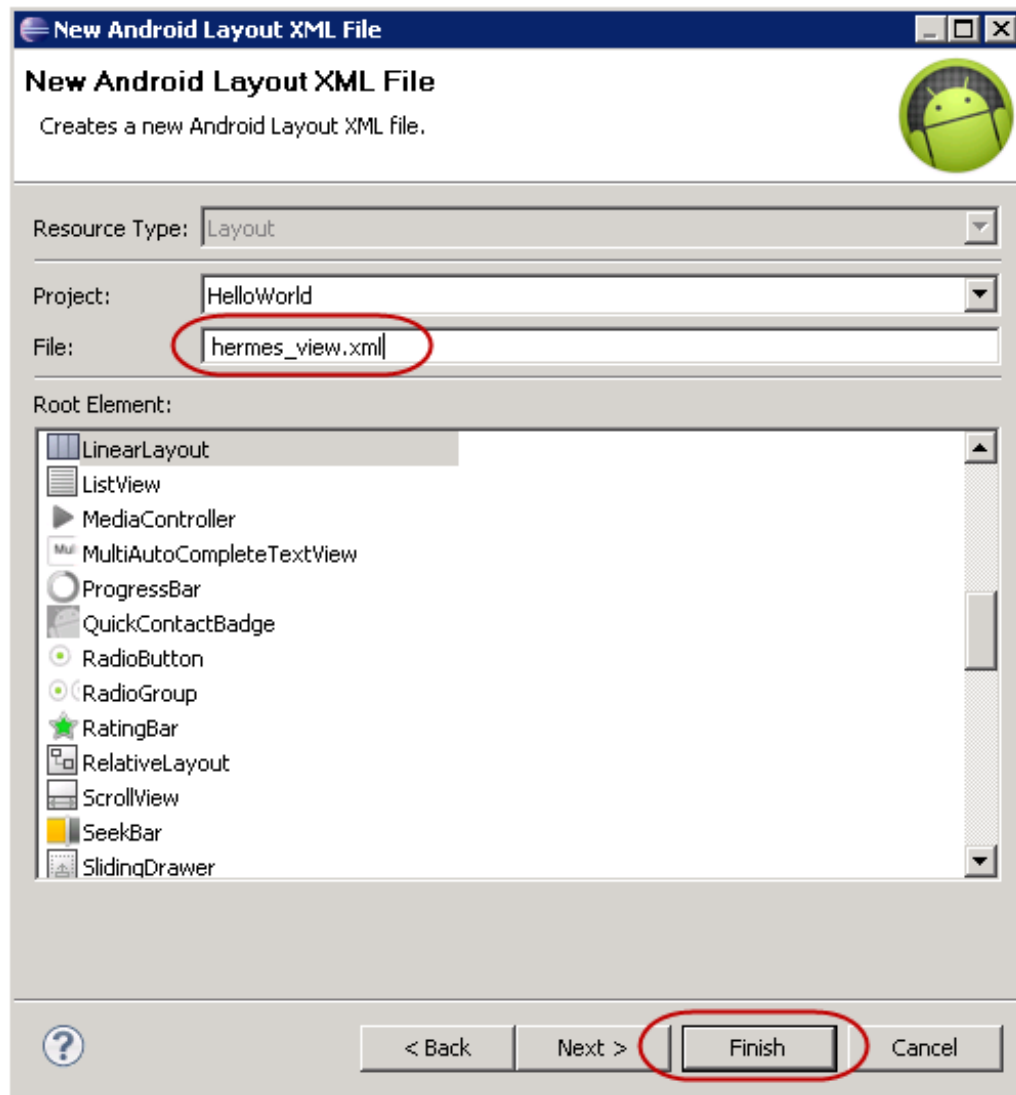 New Android Layout XML File
New Android Layout XML File
Creates a new Android Layout XML file.
Resource Type: Layout
Project: HelloWorld
File: hermes_view.xml
Root Element:
LinearLayout
ListView
MediaController
Mul MultiAutoCompleteTextView
ProgressBar
QuickContactBadge
RadioButton
RadioGroup
RatingBar
RelativeLayout
ScrollView
SeekBar
SlidingDrawer
? < Back Next > Finish Cancel